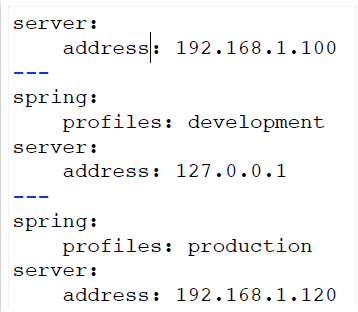 server:
    address: 192.168.1.100
---
spring:
    profiles: development
server:
    address: 127.0.0.1
---
spring:
    profiles: production
server:
    address: 192.168.1.120